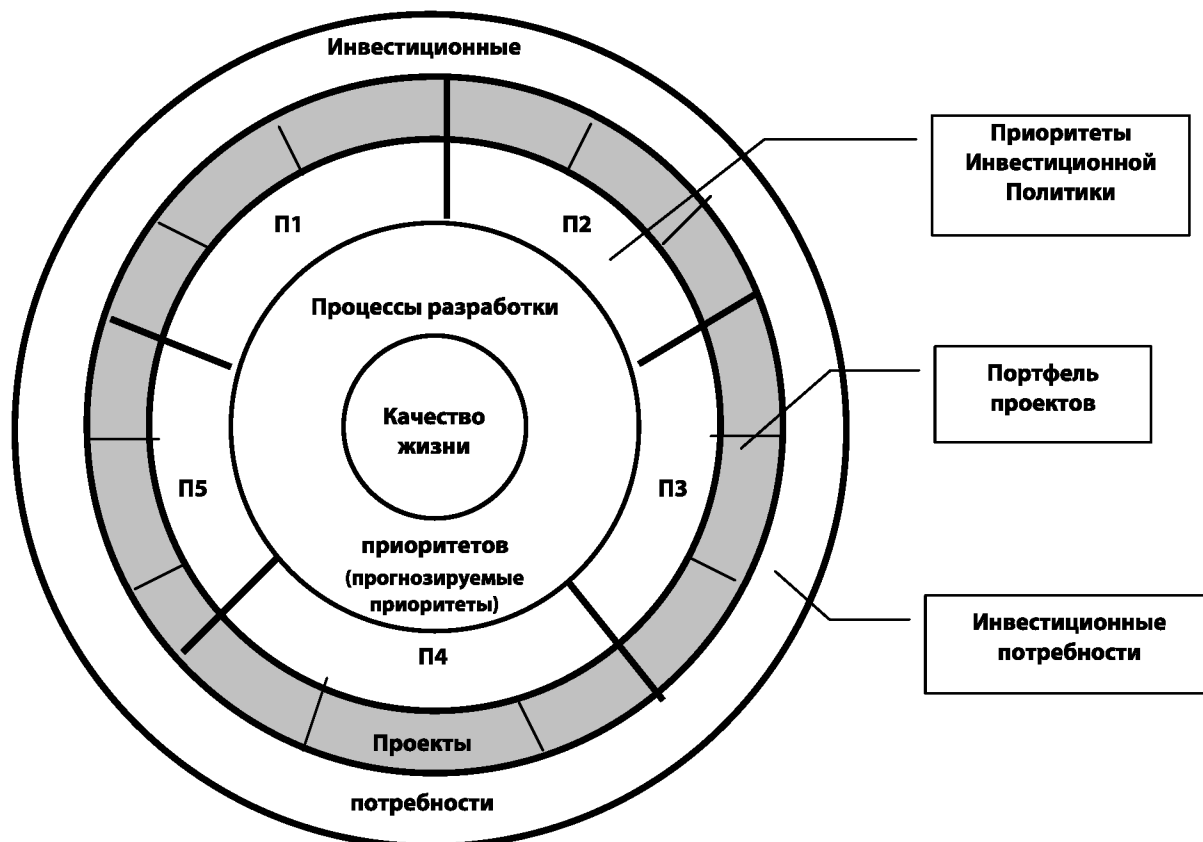 Инвестиционные
Приоритеты
Инвестиционной
Политики
П1
П2
Процессы разработки
Качество
жизни
Портфель
проектов
П5
П3
приоритетов
(прогнозируемые
приоритеты)
П4
Инвестиционные
потребности
Проекты
потребности